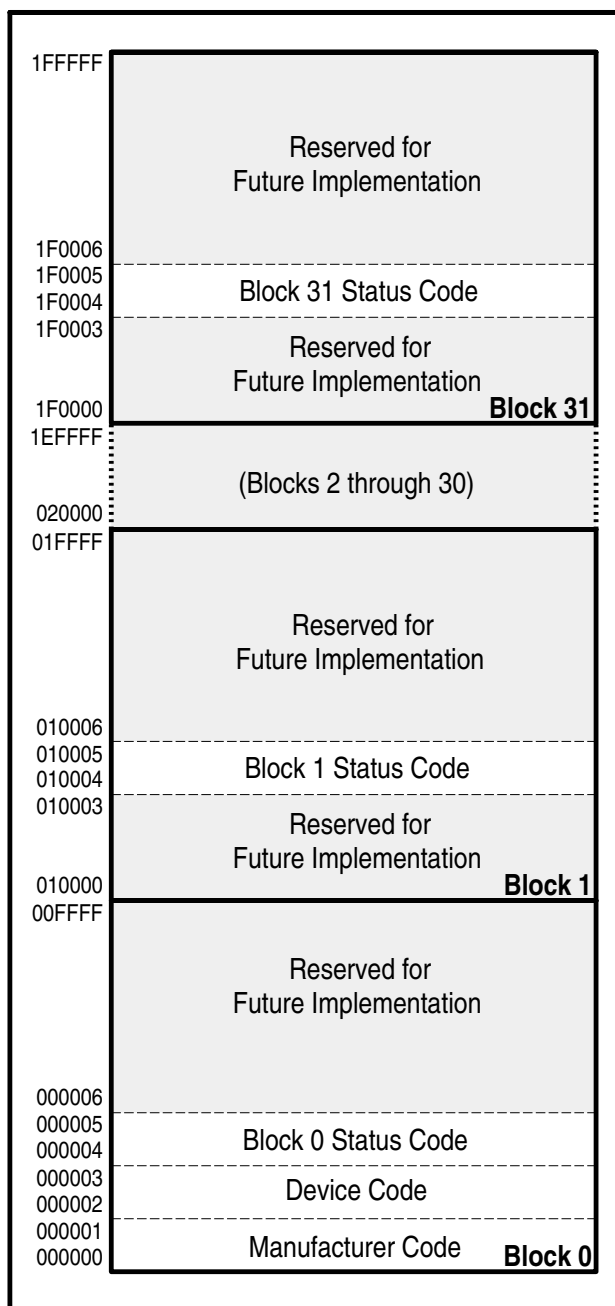 1FFFFF
Reserved for
Future Implementation
1F0006
1F0005
Block 31 Status Code
1F0004
1F0003
Reserved for
Future Implementation
1F0000
Block 31
1EFFFF
(Blocks 2 through 30)
020000
01FFFF
Reserved for
Future Implementation
010006
010005
Block 1 Status Code
010004
010003
Reserved for
Future Implementation
010000
Block 1
00FFFF
Reserved for
Future Implementation
000006
000005
Block 0 Status Code
000004
000003
Device Code
000002
000001
Manufacturer Code
000000
Block 0